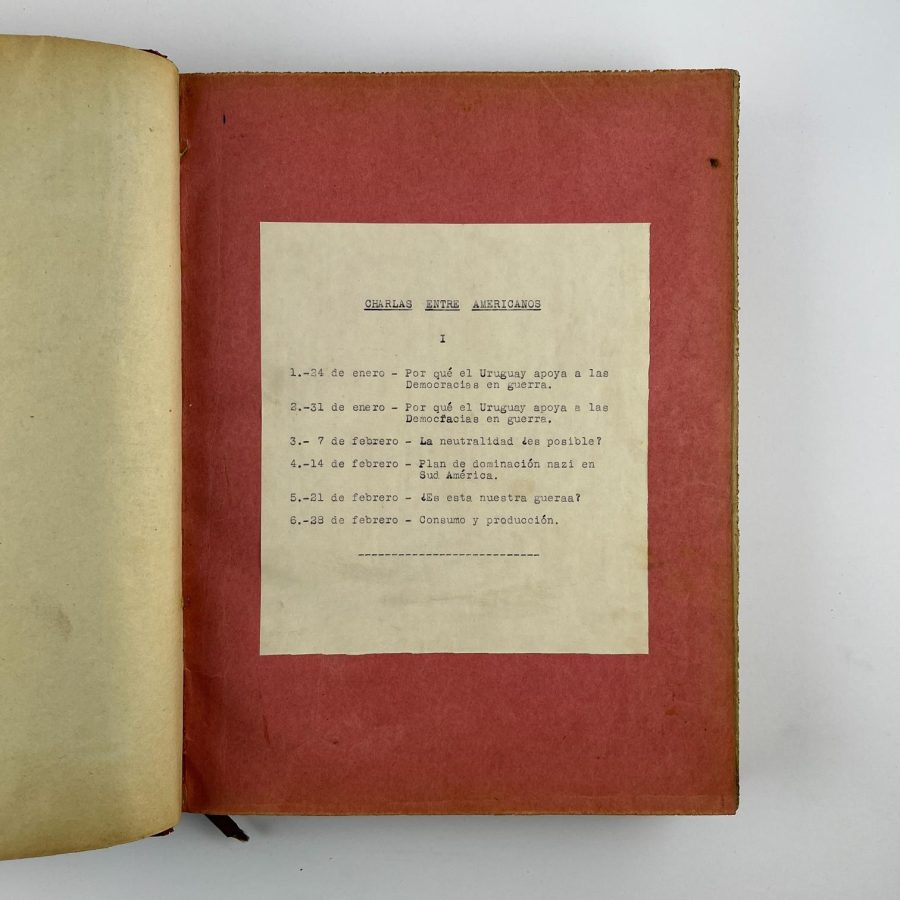 CHARLAS ENTRE AMERICANOS
I
1.-24 de enero - Por qué el Uruguay apoya a las
Democracias en guerra.
2.-31 de enero - Por qué el Uruguay apoya a las
Democracias en guerra.
3.- 7 de febrero - La neutralidad ¿es posible?
4.-14 de febrero - Plan de dominación nazi en
Sud América.
5.-21 de febrero - ¿Es esta nuestra gueraa?
6.-28 de febrero - Consumo y producción.